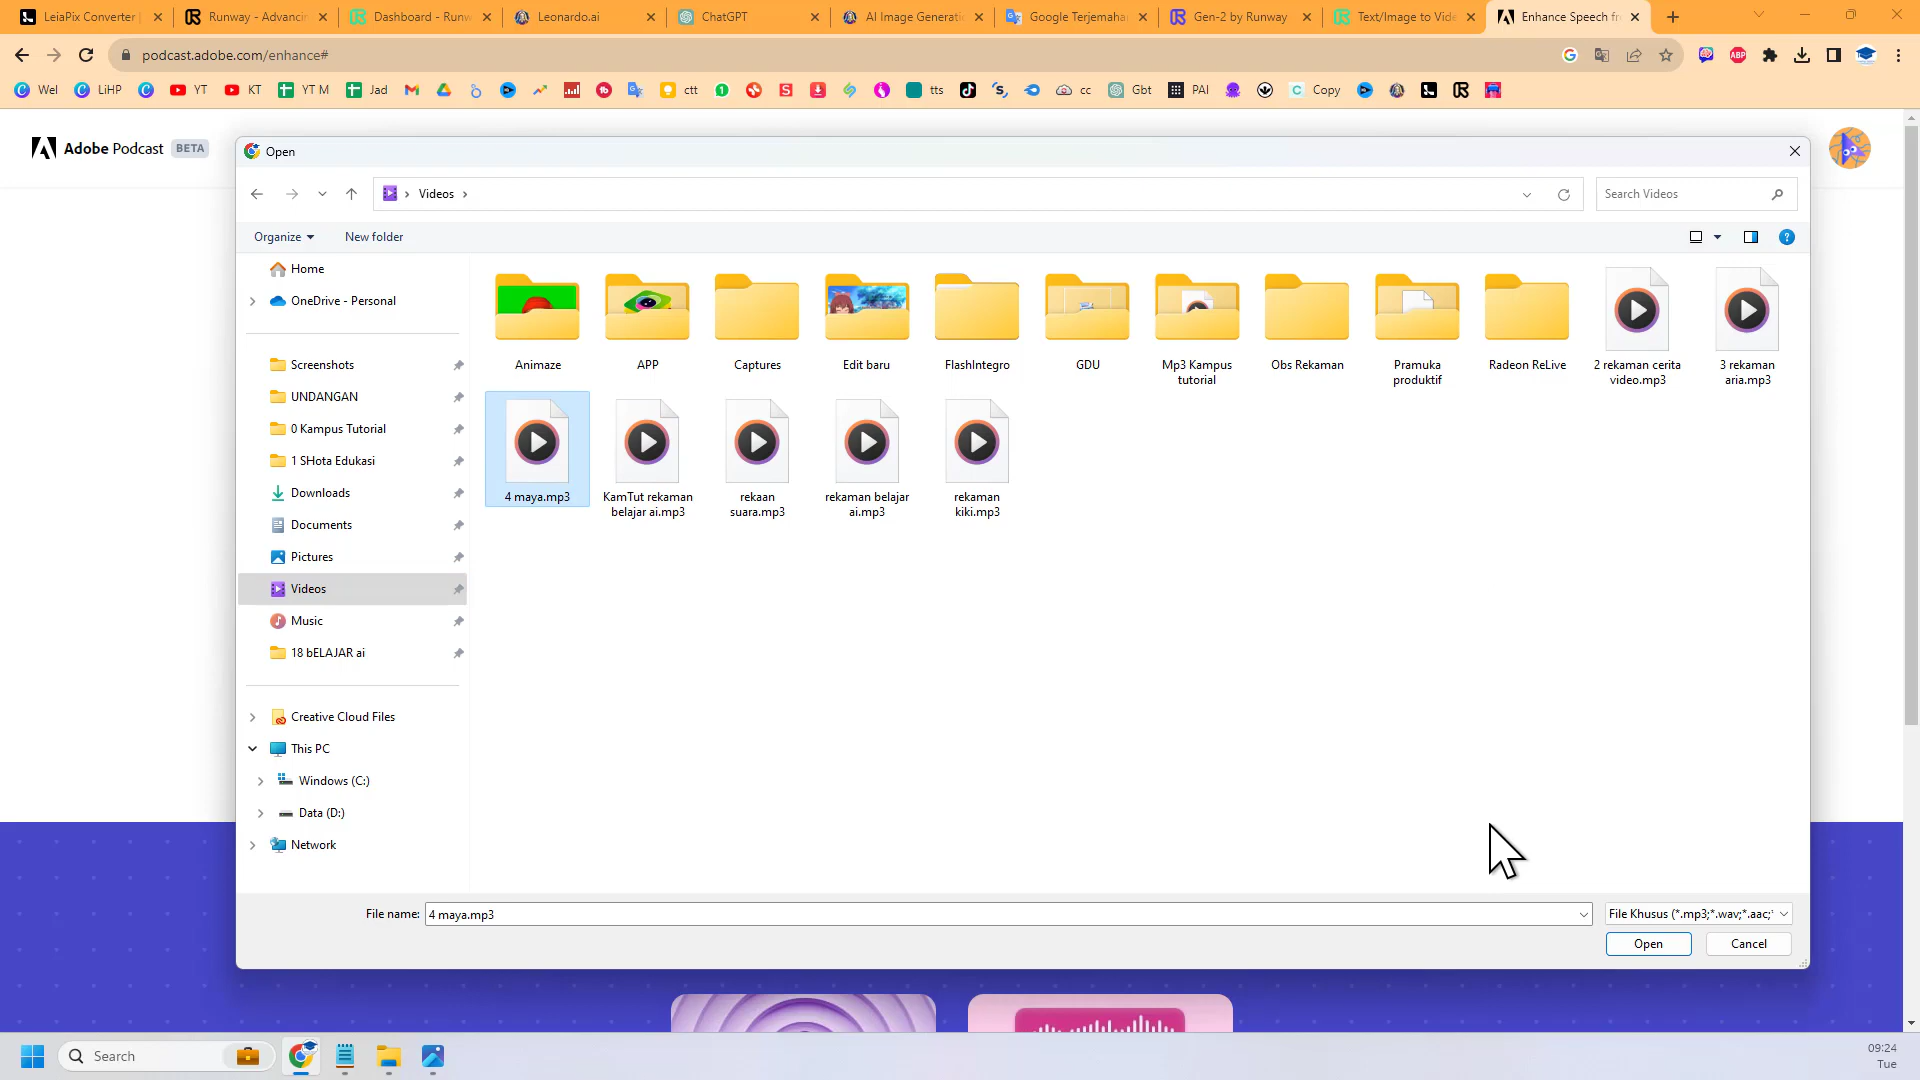 LeiaPix Converter
Runway - Advancin
Dashboard - Runw
Leonardo.ai
ChatGPT
AI Image Generatio
Google Terjemahan
Gen-2 by Runway
Text/Image to Vide
Enhance Speech fr
podcast.adobe.com/enhance#
ABP
Wel
LiHP
YT
KT
YT M
Jad
ctt
tts
cc
Gbt
PAI
Copy
Adobe Podcast
BETA
Open
Videos
Search Videos
Organize
New folder
Home
OneDrive - Personal
Screenshots
UNDANGAN
0 Kampus Tutorial
1 SHota Edukasi
Downloads
Documents
Pictures
Videos
Music
18 bELAJAR ai
Creative Cloud Files
This PC
Windows (C:)
Data (D:)
Network
Animaze
APP
Captures
Edit baru
FlashIntegro
GDU
Mp3 Kampus
tutorial
Obs Rekaman
Pramuka
produktif
Radeon ReLive
2 rekaman cerita
video.mp3
3 rekaman
aria.mp3
4 maya.mp3
KamTut rekaman
belajar ai.mp3
rekaan
suara.mp3
rekaman belajar
ai.mp3
rekaman
kiki.mp3
File name:
4 maya.mp3
File Khusus (*.mp3;*.wav;*.aac;*
Open
Cancel
Search
09:24
Tue